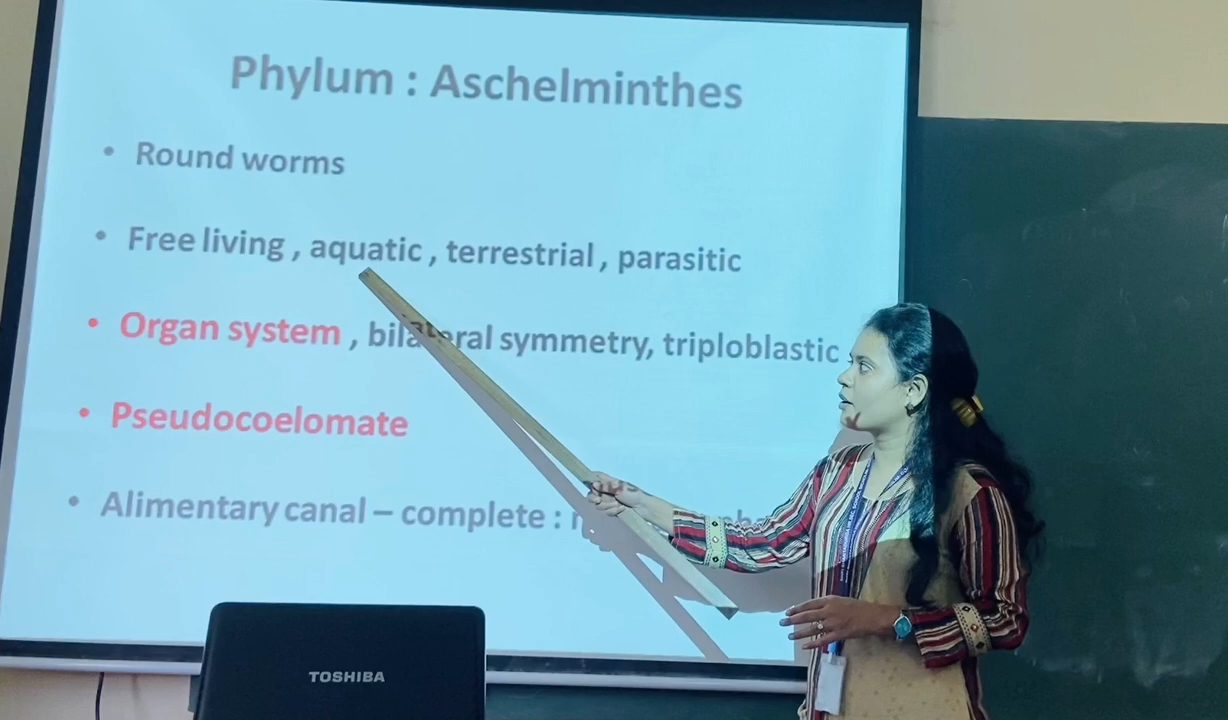 Phylum : Aschelminthes
• Round worms
• Free living , aquatic , terrestrial , parasitic
• Organ system , bilateral symmetry, triploblastic
• Pseudocoelomate
• Alimentary canal – complete :
TOSHIBA